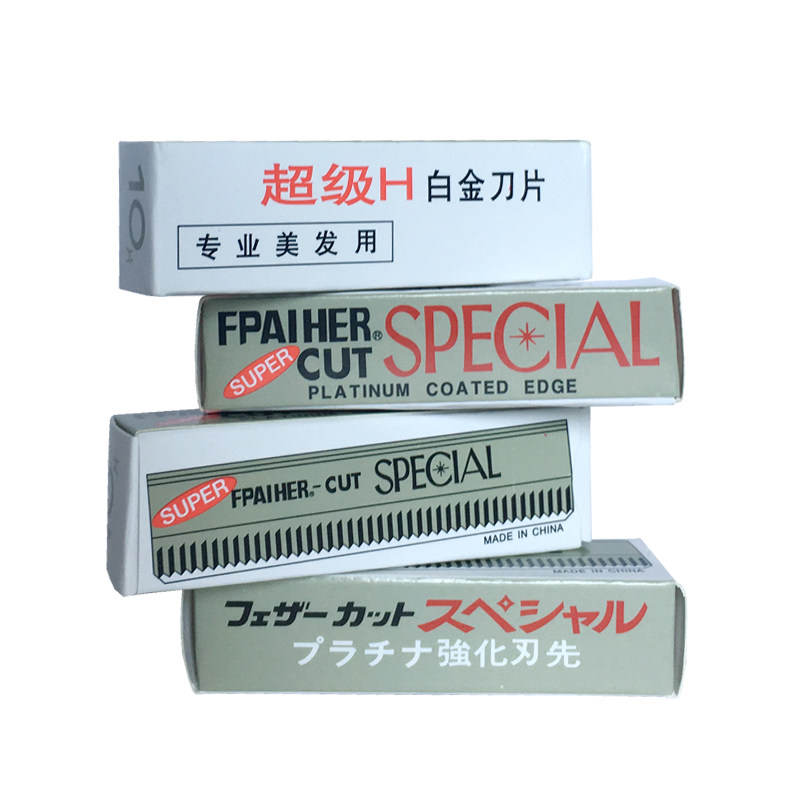 10
超级H 白金刀片
专业美发用
FPAIHER® SPECIAL
SUPER CUT
PLATINUM COATED EDGE
SUPER FPAIHER®-CUT SPECIAL
MADE IN CHINA
MADE IN CHINA
フェザーカット スペシャル
プラチナ強化刃先